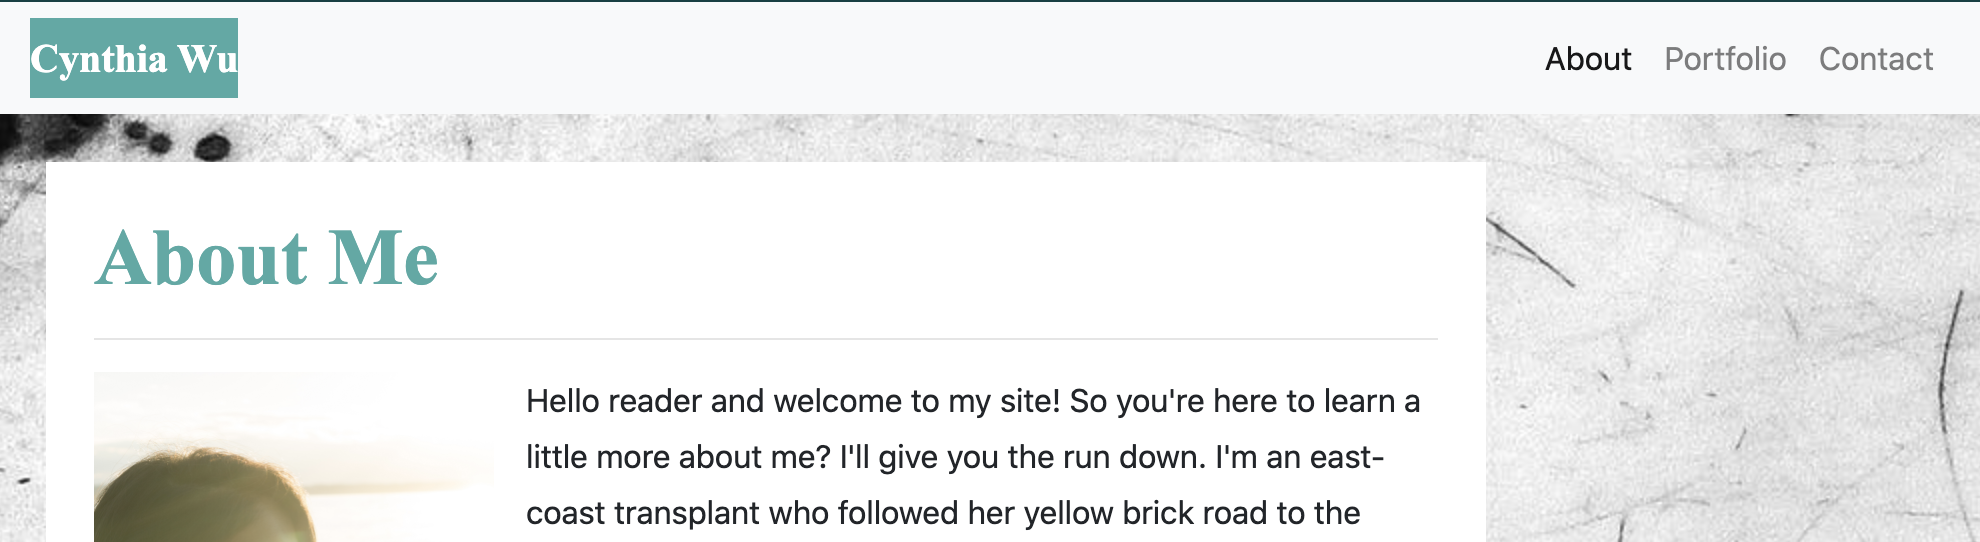 Cynthia Wu
About Portfolio Contact
About Me
Hello reader and welcome to my site! So you're here to learn a
little more about me? I'll give you the run down. I'm an east-
coast transplant who followed her yellow brick road to the